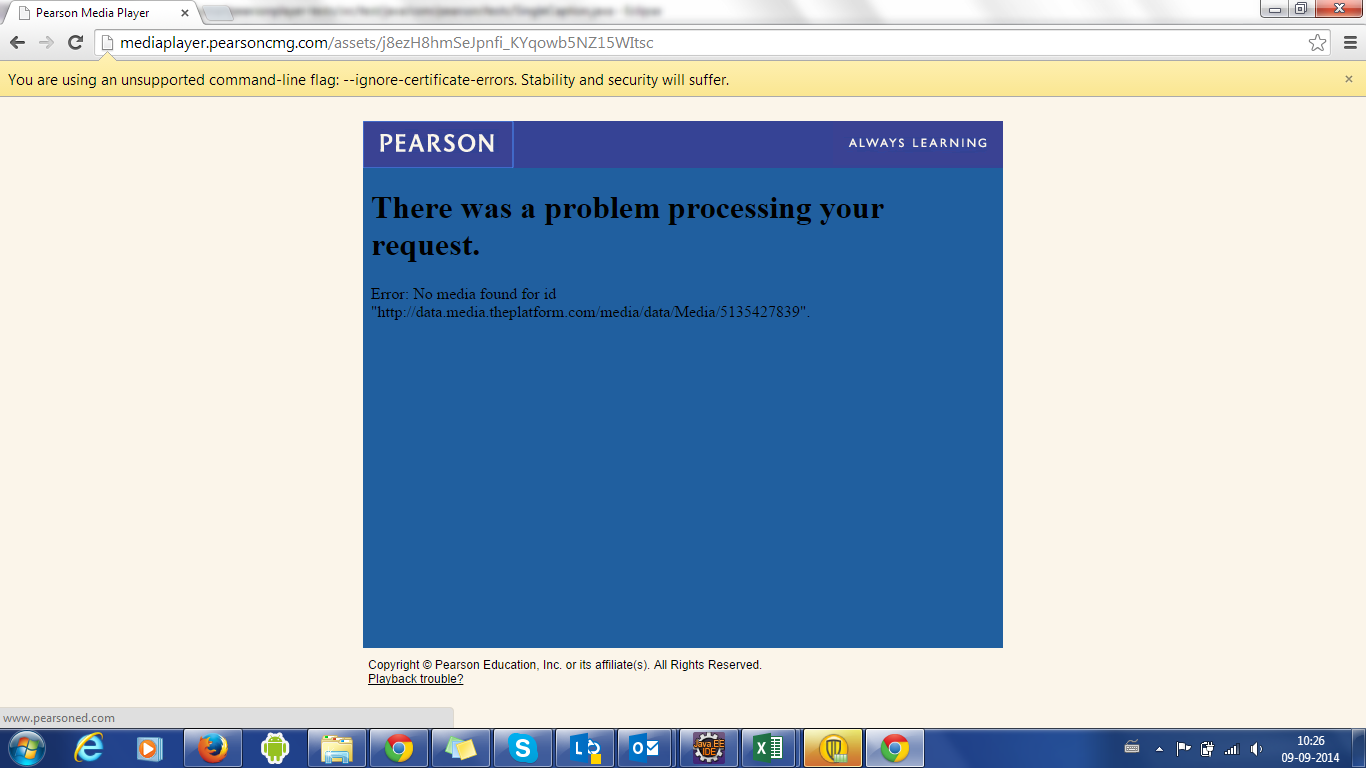 Pearson Media Player
mediaplayer.pearsoncmg.com/assets/j8ezH8hmSeJpnfi_KYqowb5NZ15WItsc
You are using an unsupported command-line flag: --ignore-certificate-errors. Stability and security will suffer.
PEARSON
ALWAYS LEARNING
There was a problem processing your
request.
Error: No media found for id
"http://data.media.theplatform.com/media/data/Media/5135427839".
Copyright © Pearson Education, Inc. or its affiliate(s). All Rights Reserved.
Playback trouble?
www.pearsoned.com
Java EE
IDE
10:26
09-09-2014